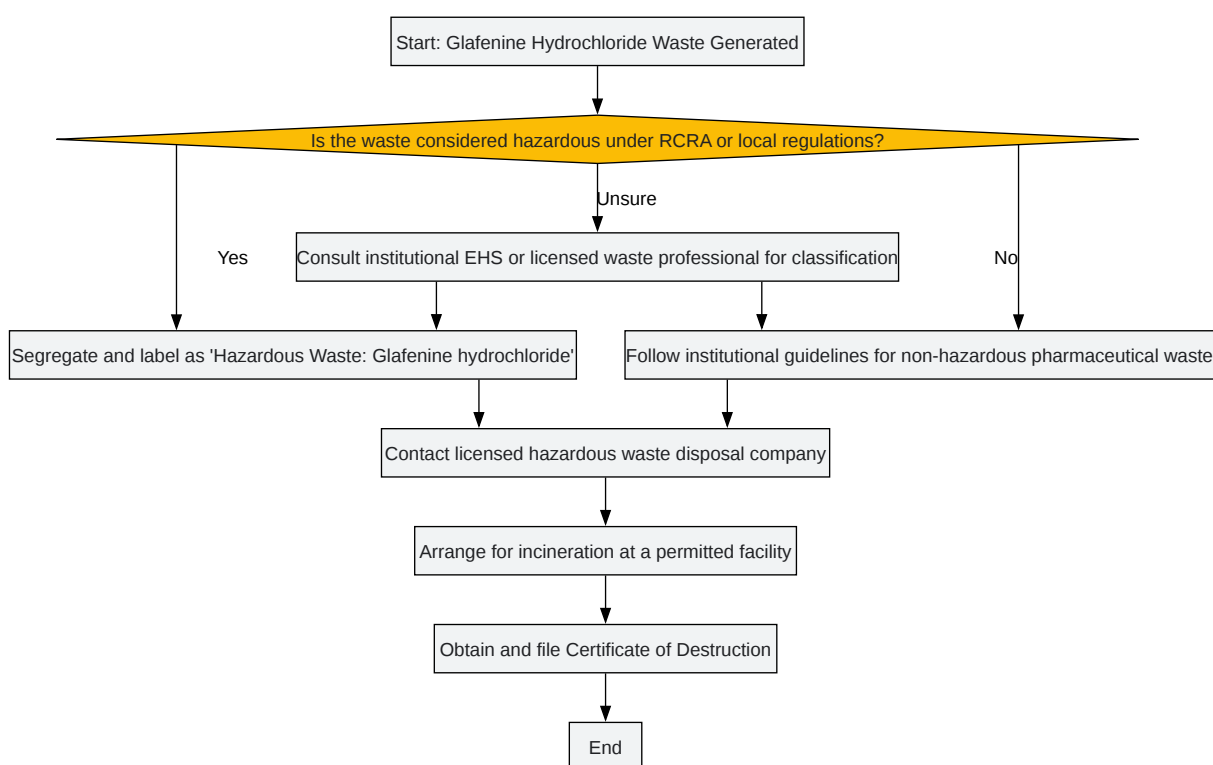 Start: Glafenine Hydrochloride Waste Generated
Is the waste considered hazardous under RCRA or local regulations?
Unsure
Yes
Consult institutional EHS or licensed waste professional for classification
No
Segregate and label as 'Hazardous Waste: Glafenine hydrochloride'
Follow institutional guidelines for non-hazardous pharmaceutical waste
Contact licensed hazardous waste disposal company
Arrange for incineration at a permitted facility
Obtain and file Certificate of Destruction
End